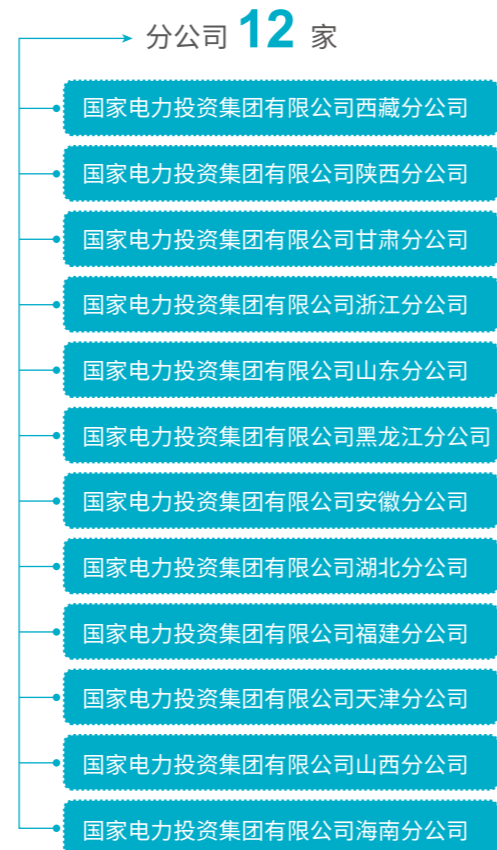 分公司 12 家
国家电力投资集团有限公司西藏分公司
国家电力投资集团有限公司陕西分公司
国家电力投资集团有限公司甘肃分公司
国家电力投资集团有限公司浙江分公司
国家电力投资集团有限公司山东分公司
国家电力投资集团有限公司黑龙江分公司
国家电力投资集团有限公司安徽分公司
国家电力投资集团有限公司湖北分公司
国家电力投资集团有限公司福建分公司
国家电力投资集团有限公司天津分公司
国家电力投资集团有限公司山西分公司
国家电力投资集团有限公司海南分公司